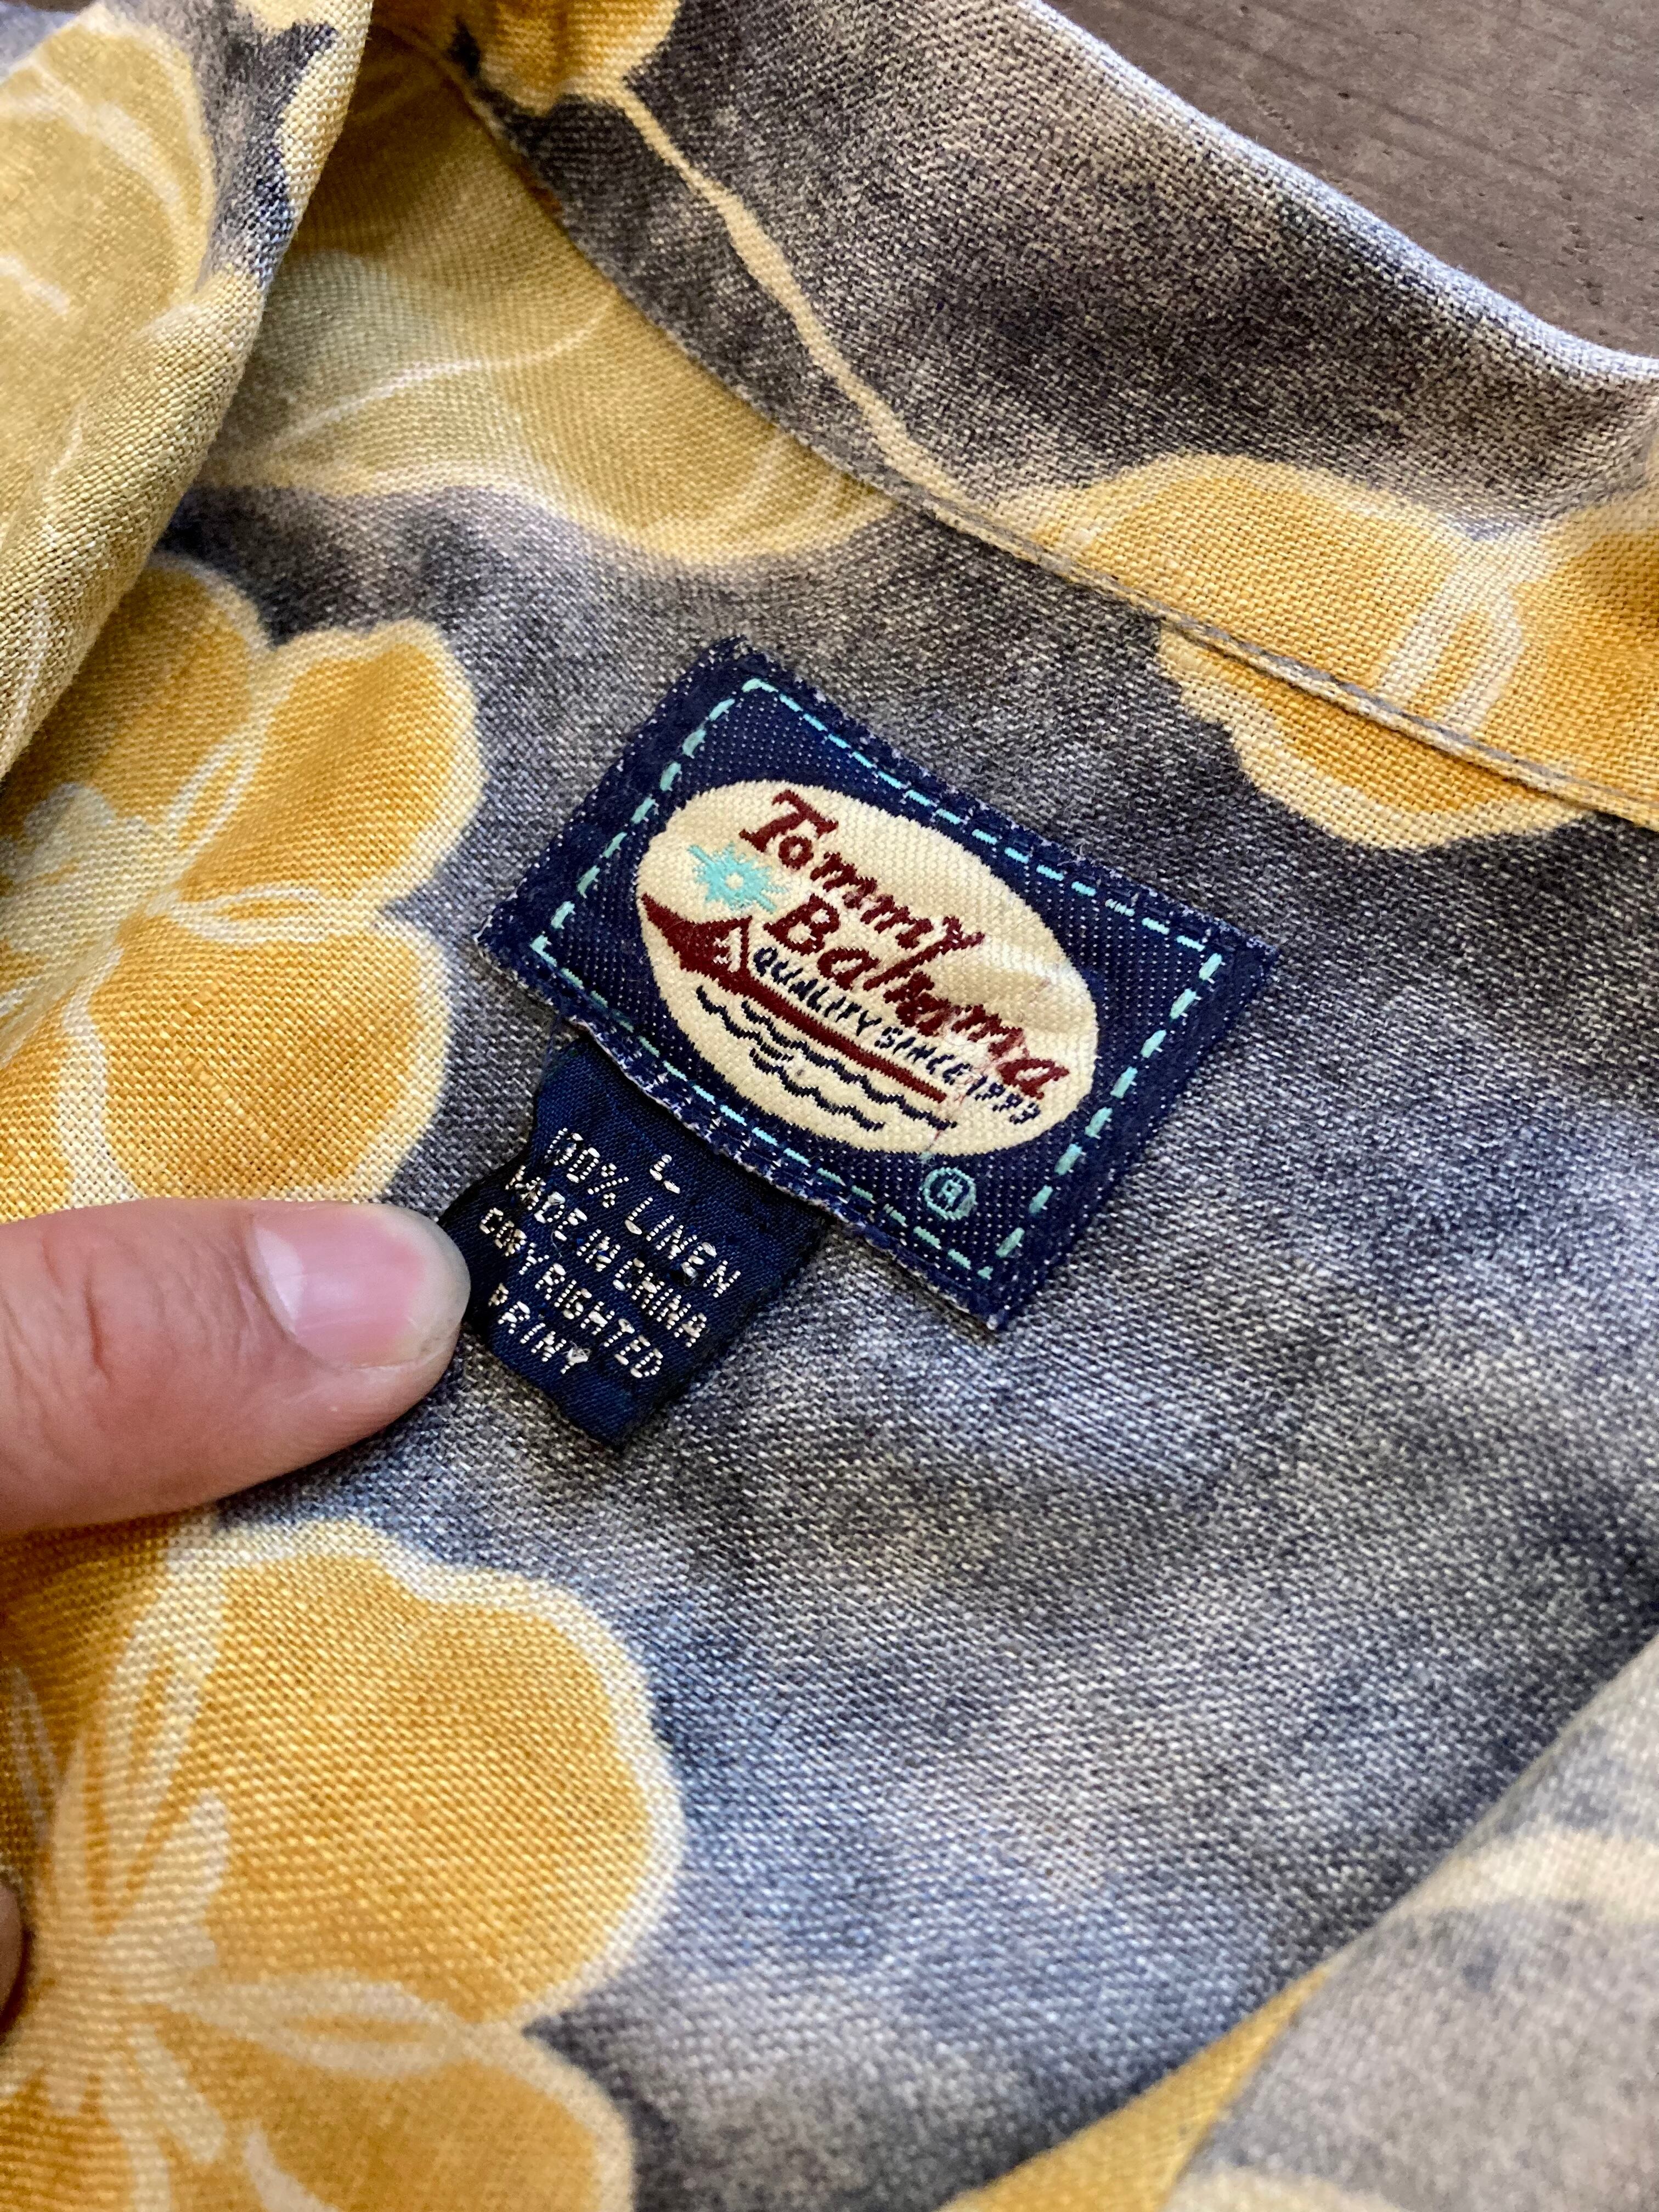 Tommy
Bahama
QUALITY SINCE 1993
®
L
100% LINEN
MADE IN CHINA
COPYRIGHTED
PRINT